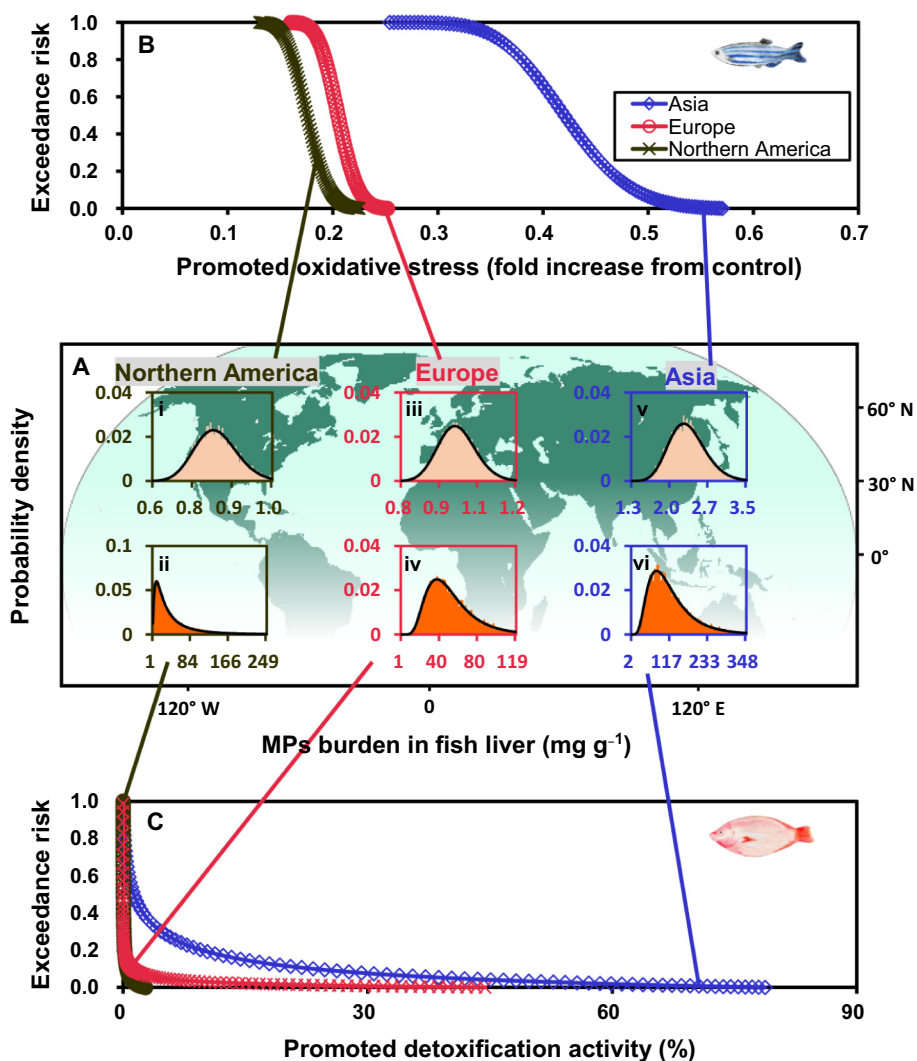 B
Exceedance risk
1.0
0.8
0.6
0.4
0.2
0.0
0.0 0.1 0.2 0.3 0.4 0.5 0.6 0.7
Asia
Europe
Northern America
Promoted oxidative stress (fold increase from control)
A
Probability density
Northern America
i
0.04
0.02
0
0.6 0.8 0.9 1.0
ii
0.1
0.05
0
1 84 166 249
Europe
iii
0.04
0.02
0
0.8 0.9 1.1 1.2
iv
0.04
0.02
0
1 40 80 119
Asia
v
0.04
0.02
0
1.3 2.0 2.7 3.5
vi
0.04
0.02
0
2 117 233 348
60° N
30° N
0°
120° W 0 120° E
MPs burden in fish liver (mg g⁻¹)
C
Exceedance risk
1.0
0.8
0.6
0.4
0.2
0.0
0 30 60 90
Promoted detoxification activity (%)